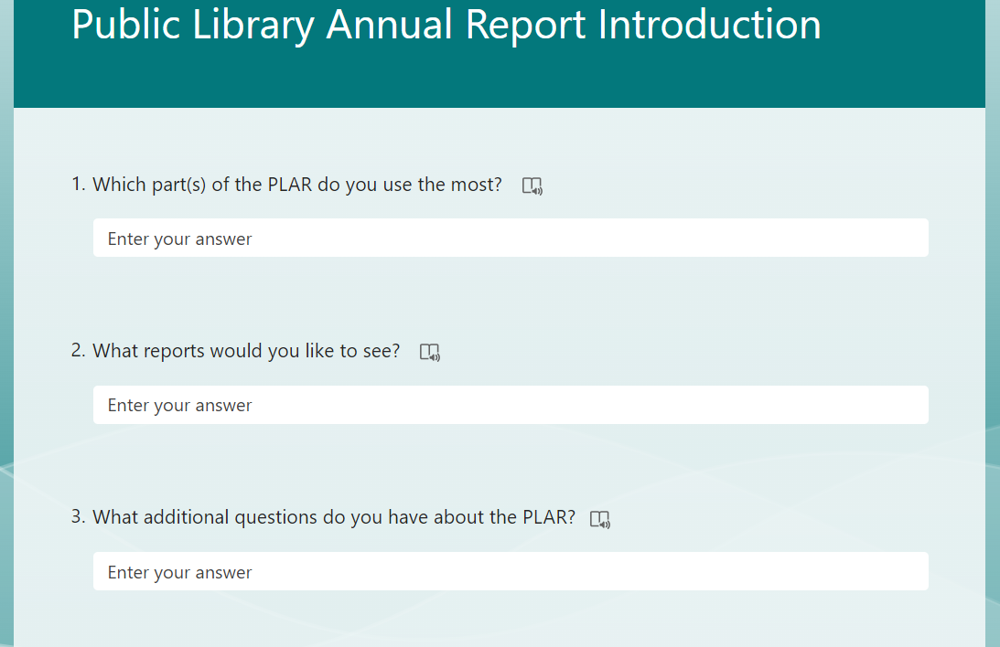 Public Library Annual Report Introduction
1. Which part(s) of the PLAR do you use the most?
Enter your answer
2. What reports would you like to see?
Enter your answer
3. What additional questions do you have about the PLAR?
Enter your answer